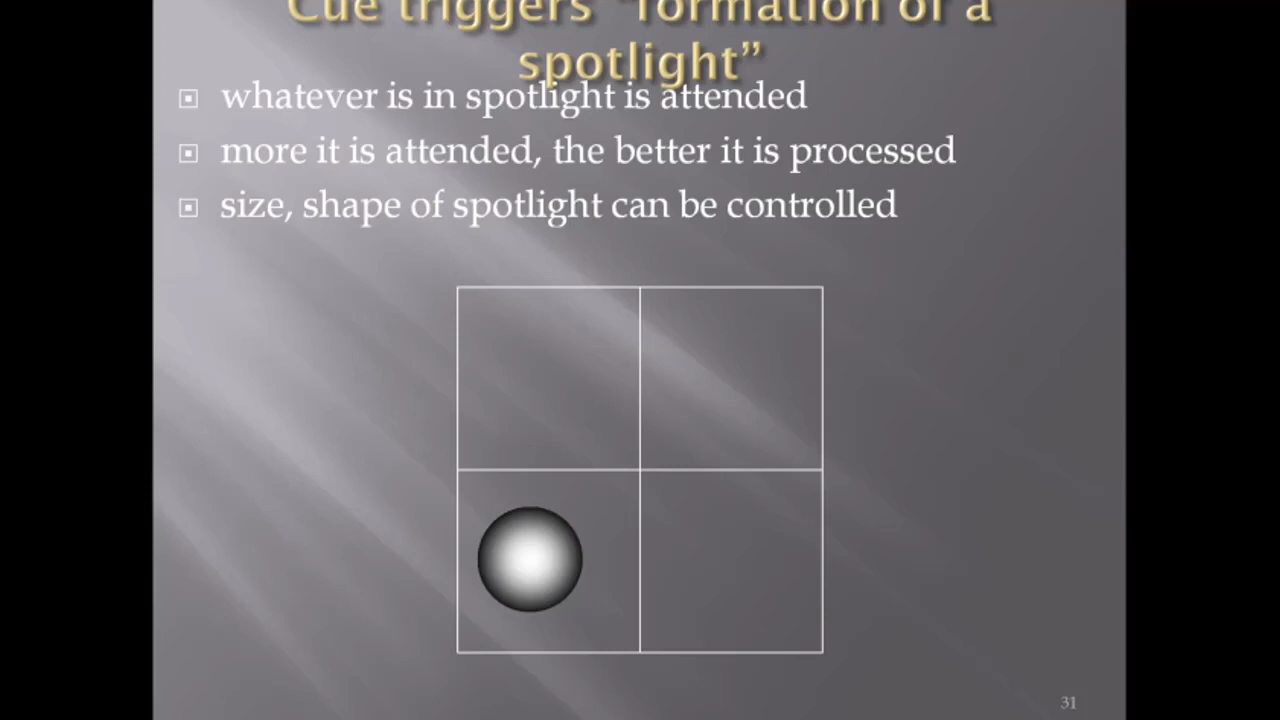 Cue triggers “formation of a
spotlight”
whatever is in spotlight is attended
more it is attended, the better it is processed
size, shape of spotlight can be controlled
31